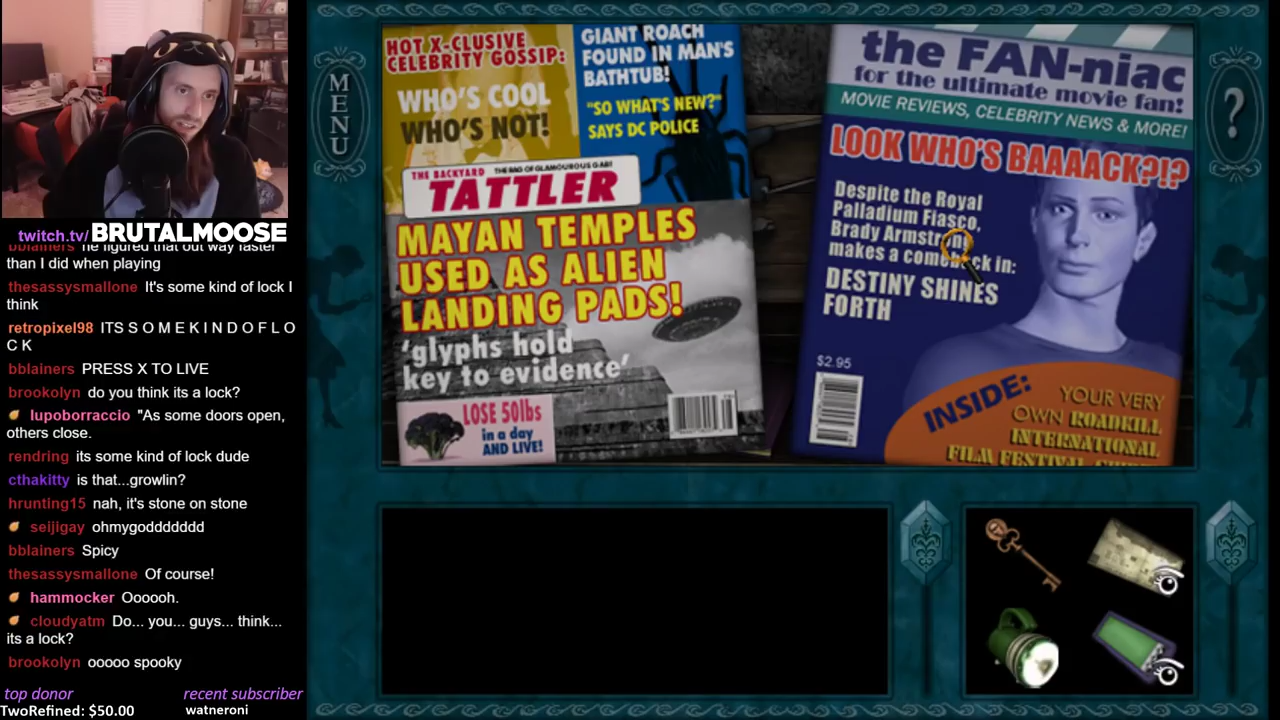 twitch.tv/BRUTALMOOSE
bblainers he figured that out way faster
than I did when playing
thesassysmallone It's some kind of lock I
think
retropixel98 ITS S O M E K I N D O F L O
C K
bblainers PRESS X TO LIVE
brookolyn do you think its a lock?
lupoborraccio "As some doors open,
others close.
rendring its some kind of lock dude
cthakitty is that...growlin?
hrunting15 nah, it's stone on stone
seijigay ohmygoddddddd
bblainers Spicy
thesassysmallone Of course!
hammocker Oooooh.
cloudyatm Do... you... guys... think...
its a lock?
brookolyn ooooo spooky
top donor
TwoRefined: $50.00
recent subscriber
watneroni
MENU
HOT X-CLUSIVE
CELEBRITY GOSSIP:
WHO'S COOL
WHO'S NOT!
GIANT ROACH
FOUND IN MAN'S
BATHTUB!
"SO WHAT'S NEW?"
SAYS DC POLICE
THE BACKYARD
THE RAG OF GLAMOUROUS GAB!
TATTLER
MAYAN TEMPLES
USED AS ALIEN
LANDING PADS!
'glyphs hold
key to evidence'
LOSE 50lbs
in a day
AND LIVE!
the FAN-niac
for the ultimate movie fan!
MOVIE REVIEWS, CELEBRITY NEWS & MORE!
LOOK WHO'S BAAAACK?!?
Despite the Royal
Palladium Fiasco,
Brady Armstrong
makes a comeback in:
DESTINY SHINES
FORTH
$2.95
INSIDE:
YOUR VERY
OWN ROADKILL
INTERNATIONAL
FILM FESTIVAL
?